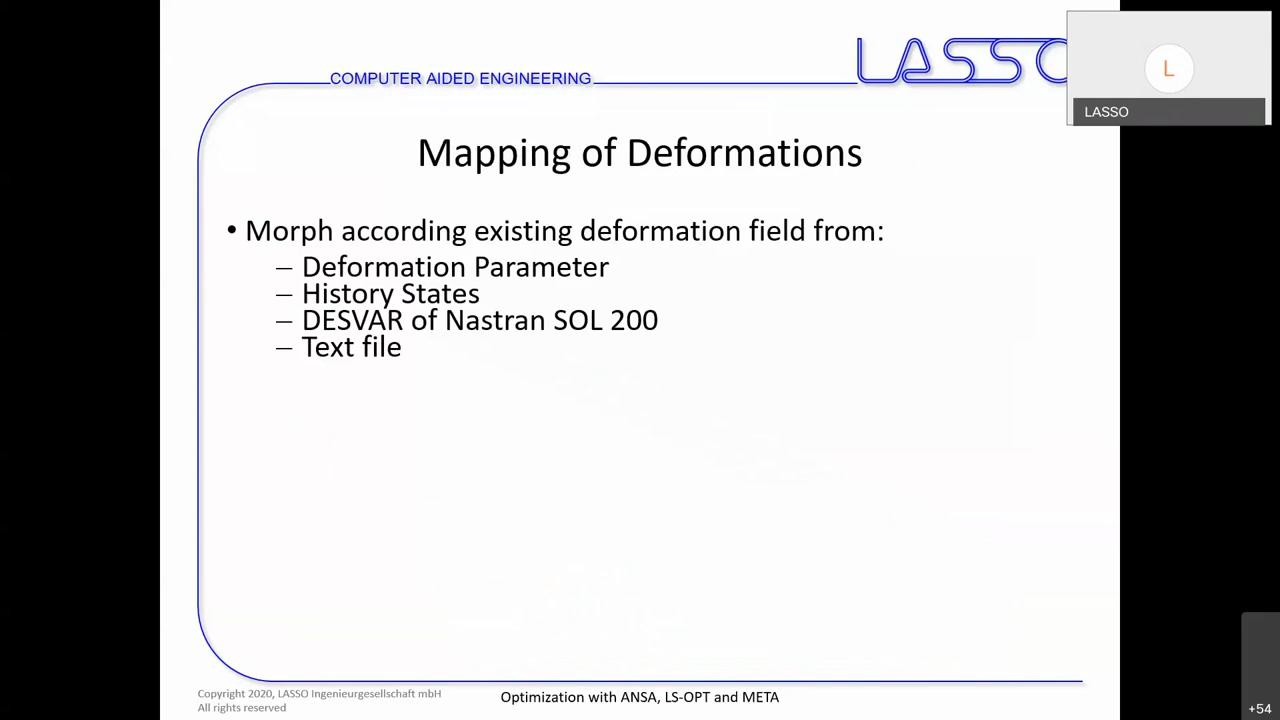 LASSO
COMPUTER AIDED ENGINEERING
L
LASSO
Mapping of Deformations
• Morph according existing deformation field from:
– Deformation Parameter
– History States
– DESVAR of Nastran SOL 200
– Text file
Copyright 2020, LASSO Ingenieurgesellschaft mbH
All rights reserved
Optimization with ANSA, LS-OPT and META
+54